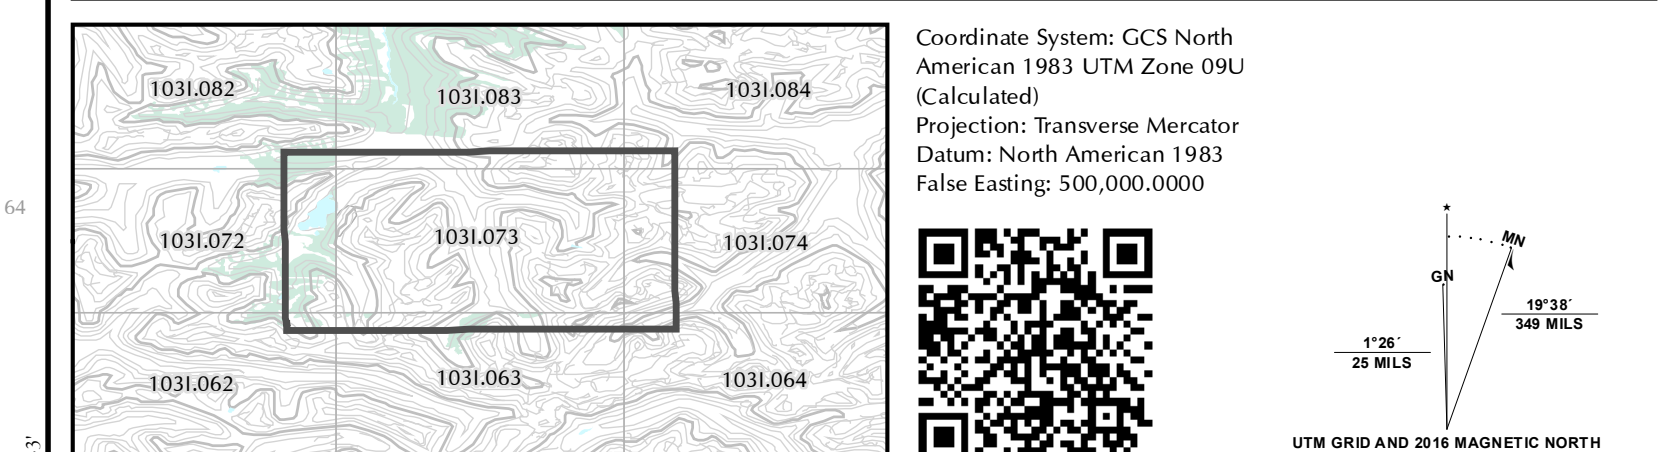 Coordinate System: GCS North
American 1983 UTM Zone 09U
(Calculated)
Projection: Transverse Mercator
Datum: North American 1983
False Easting: 500,000.0000
103I.082
103I.083
103I.084
64
103I.072
103I.073
103I.074
103I.062
103I.063
103I.064
3'
MN
GN
19°38´
349 MILS
1°26´
25 MILS
UTM GRID AND 2016 MAGNETIC NORTH